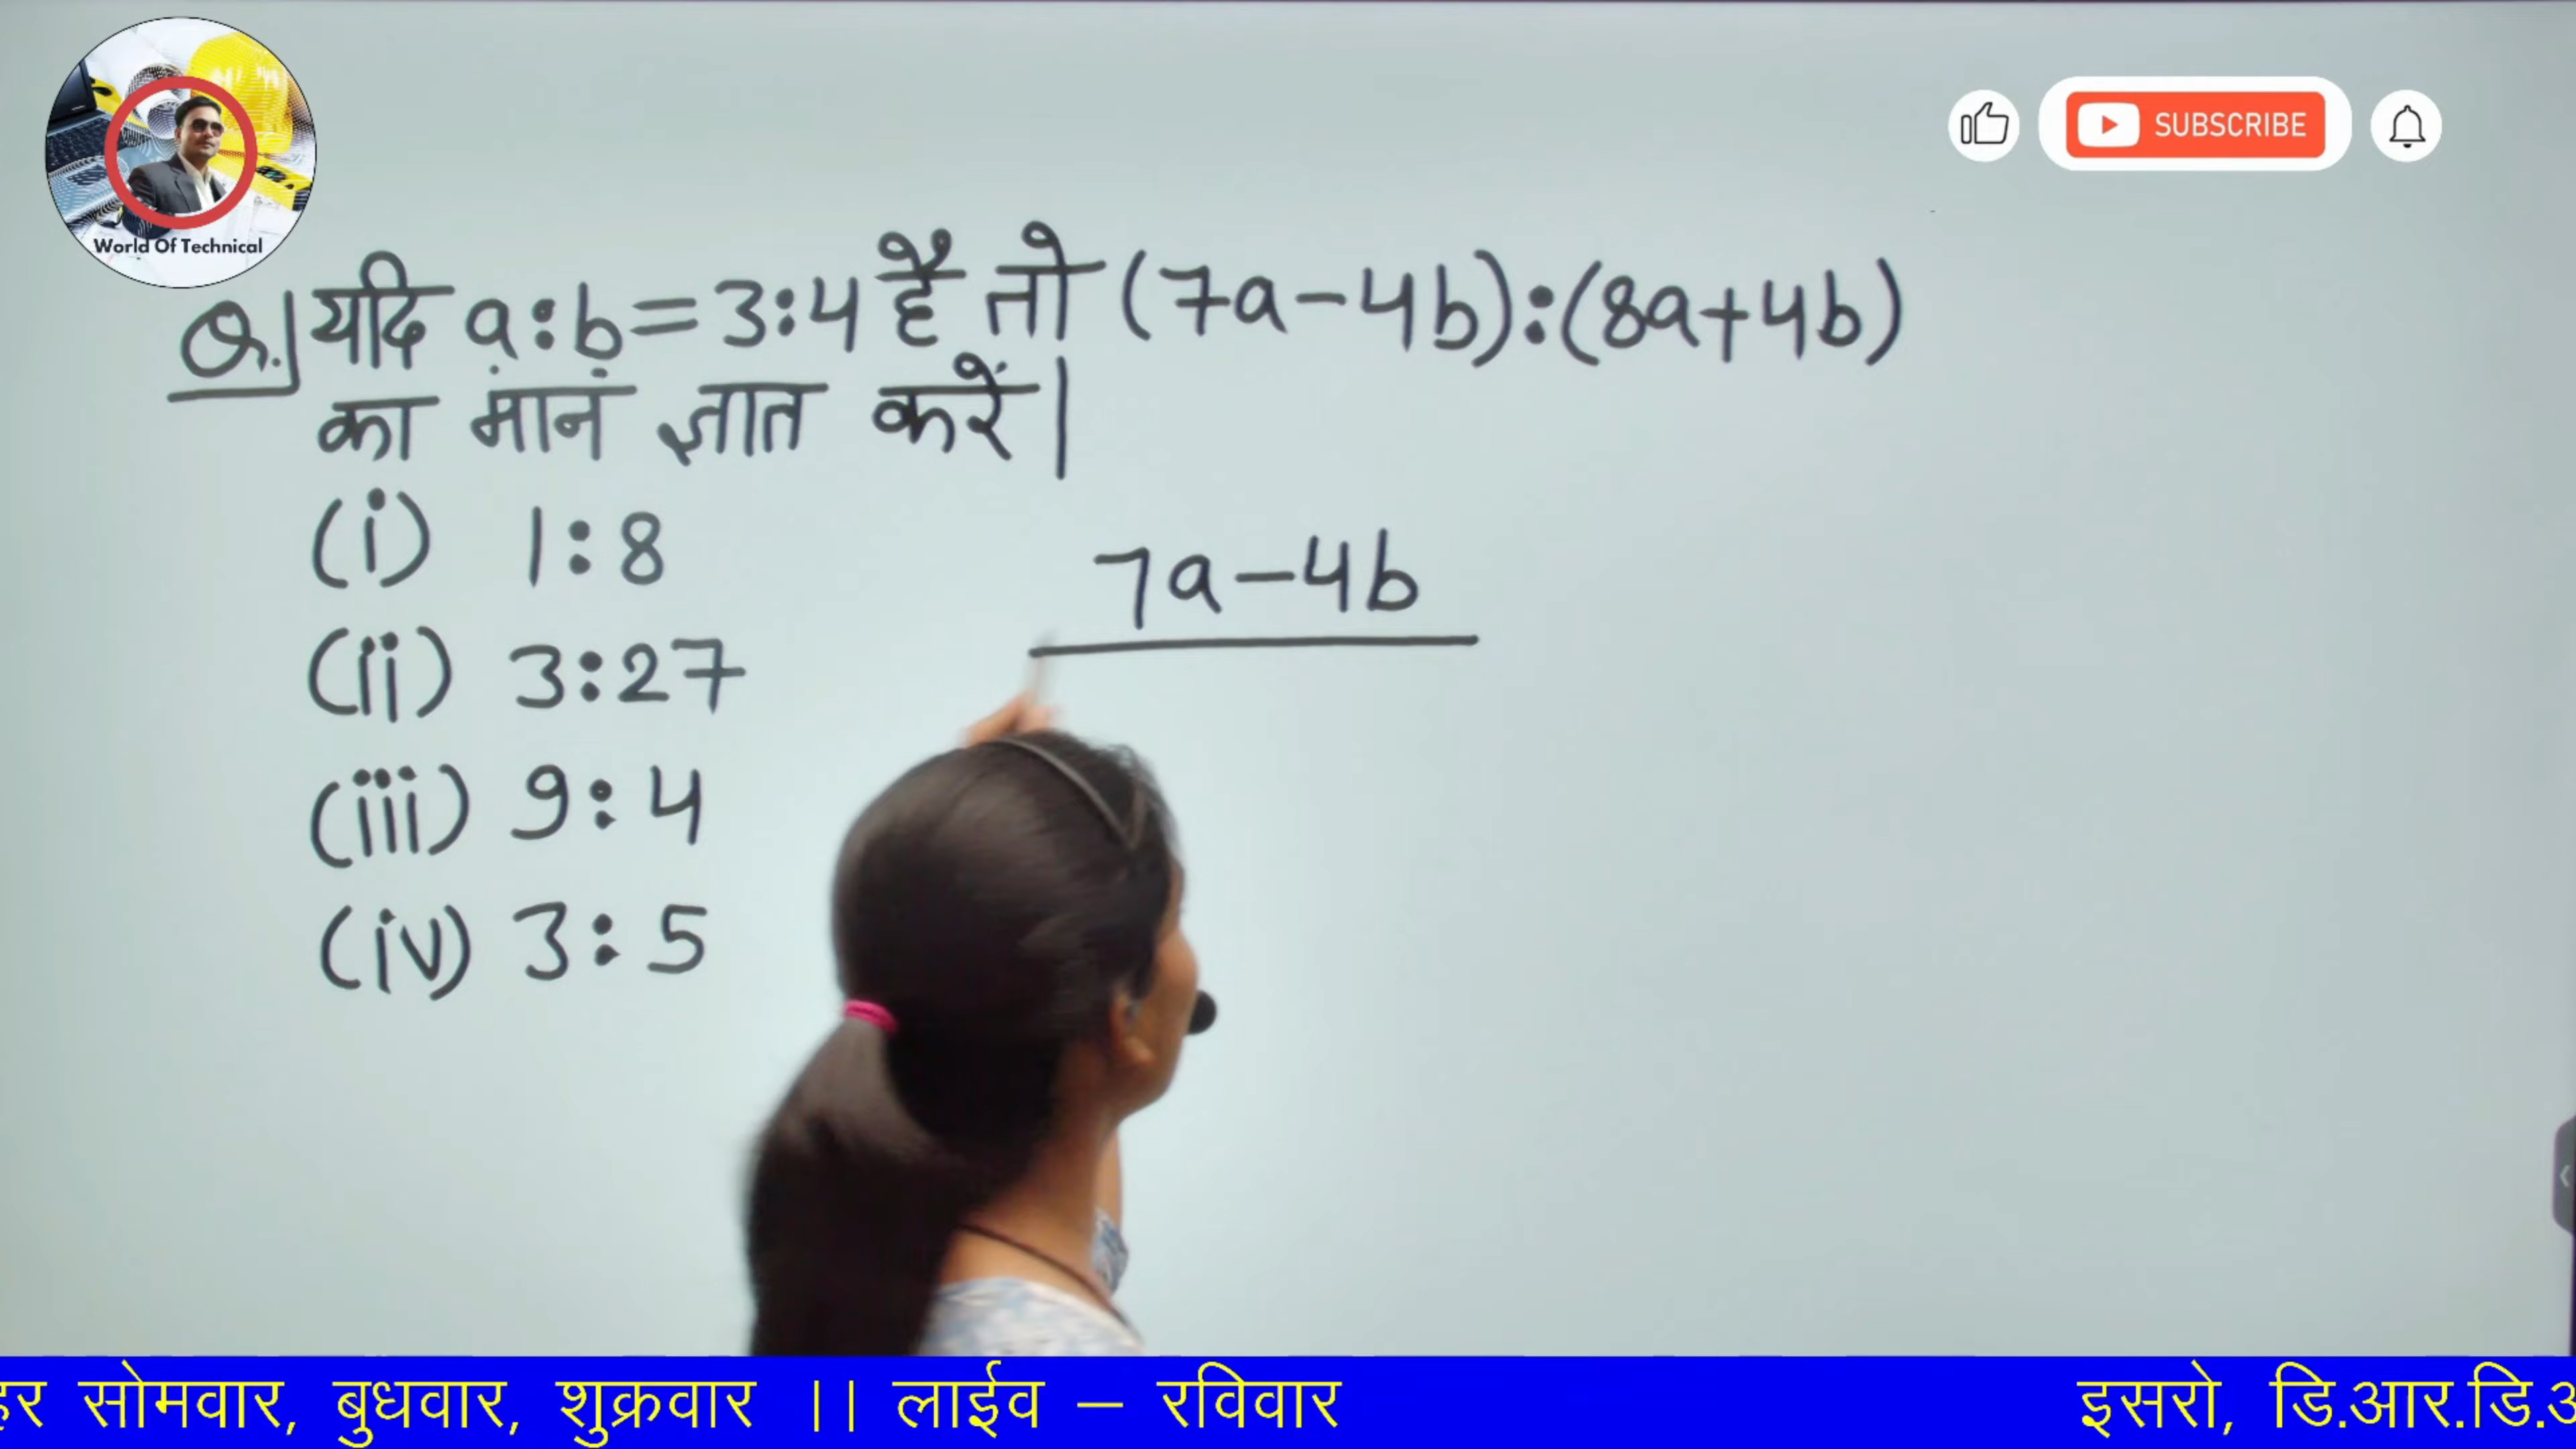 World Of Technical
SUBSCRIBE
Q.1 यदि a:b=3:4 है तो (7a-4b):(8a+4b)
का मान ज्ञात करें|
(i) 1:8
(ii) 3:27
(iii) 9:4
(iv) 3:5
7a-4b
सोमवार, बुधवार, शुक्रवार || लाईव – रविवार
इसरो, डि.आर.डि.